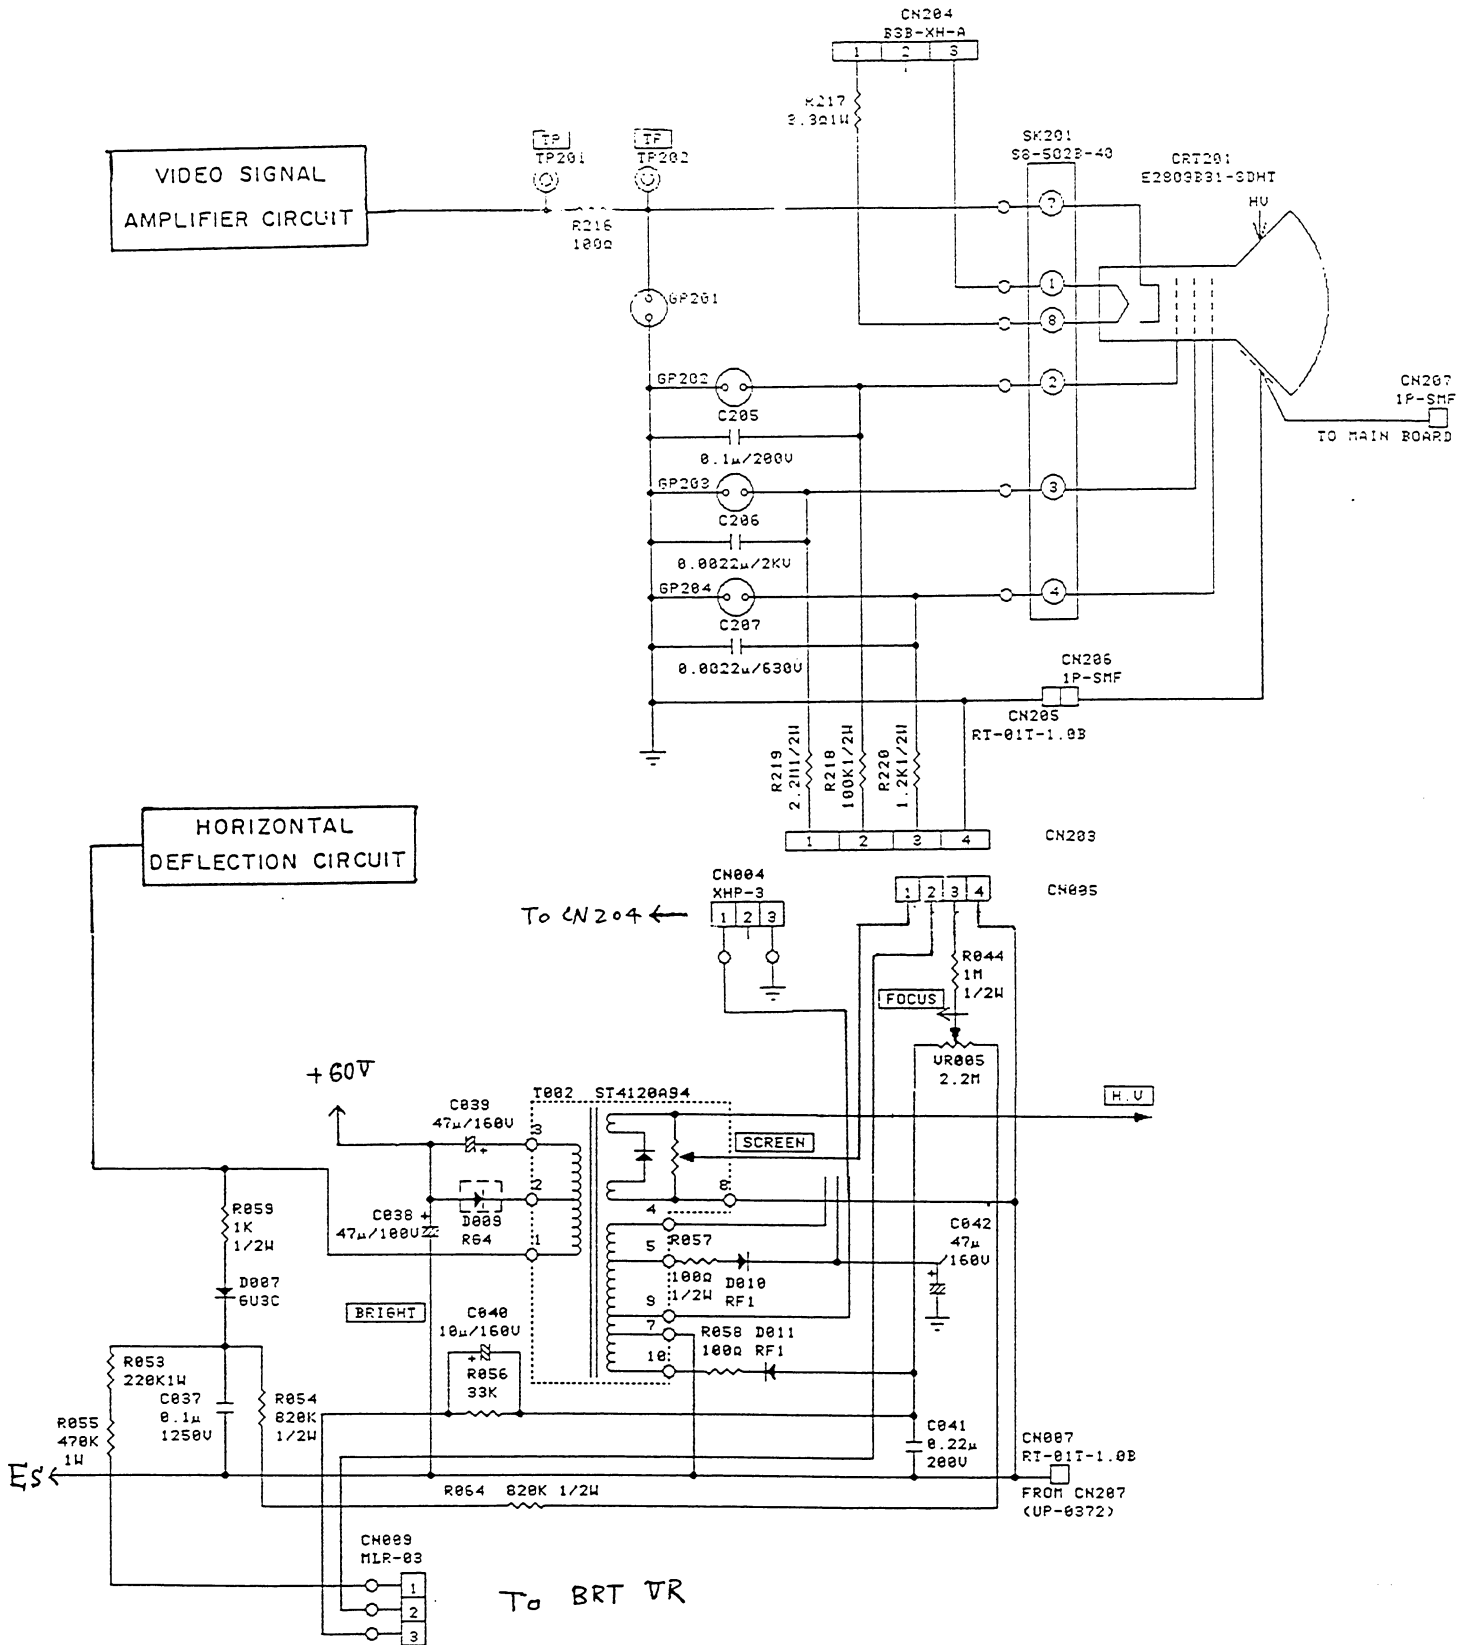 CN204
B3B-XH-A
1 2 3
R217
3.3Ω1W
TP
TP201
TP
TP202
SK201
S8-502B-40
CRT201
E2809B31-SDHT
HV
VIDEO SIGNAL
AMPLIFIER CIRCUIT
R216
100Ω
7
GP201
1
8
GP202
2
CN207
1P-SMF
TO MAIN BOARD
C205
0.1μ/200V
GP203
3
C206
0.0022μ/2KV
GP204
4
C207
0.0022μ/630V
CN206
1P-SMF
CN205
RT-01T-1.0B
R219
2.2M1/2W
R218
100K1/2W
R220
1.2K1/2W
1 2 3 4
CN203
HORIZONTAL
DEFLECTION CIRCUIT
CN004
XHP-3
To CN204 ←
1 2 3
1 2 3 4
CN005
R044
1M
1/2W
FOCUS
VR005
2.2M
+60V
T002 ST4120A94
H.V
C039
47μ/160V
+
3
SCREEN
2
8
D009
R64
C038
47μ/100V
+
1
4
R059
1K
1/2W
5
R057
100Ω
1/2W
D010
RF1
C042
47μ
/160V
+
D007
6U3C
BRIGHT
9
7
C040
10μ/160V
+
R058
100Ω
D011
RF1
10
R056
33K
R053
220K1W
C037
0.1μ
1250V
R054
820K
1/2W
R055
470K
1W
C041
0.22μ
200V
CN007
RT-01T-1.0B
Es
R064 820K 1/2W
FROM CN207
(UP-0372)
CN009
MLR-03
1
2
3
To BRT VR